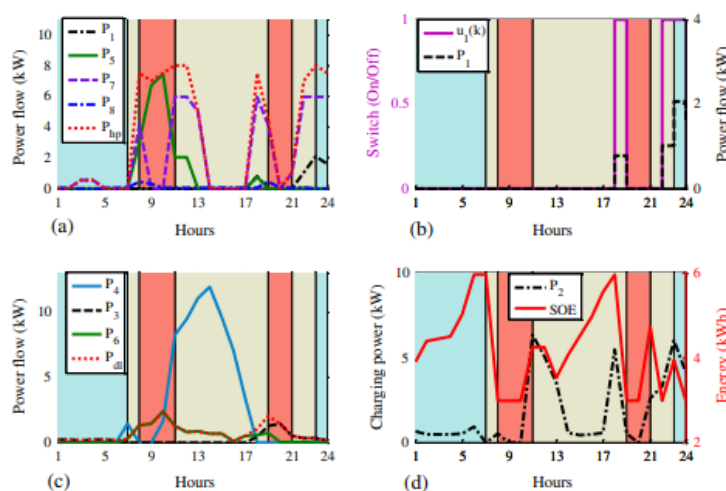 11
10
8
6
4
2
0
Power flow (kW)
P1
P5
P7
P8
Php
(a)
1 5 9 13 17 21 24
Hours
1
0.5
0
Switch (On/Off)
u1(k)
P1
4
2
0
Power flow (kW)
(b)
1 5 9 13 17 21 24
Hours
10
5
0
Power flow (kW)
P4
P3
P6
Pdl
(c)
1 5 9 13 17 21 24
Hours
10
5
0
Charging power (kW)
P2
SOE
6
4
2
Energy (kWh)
(d)
1 5 9 13 17 21 24
Hours